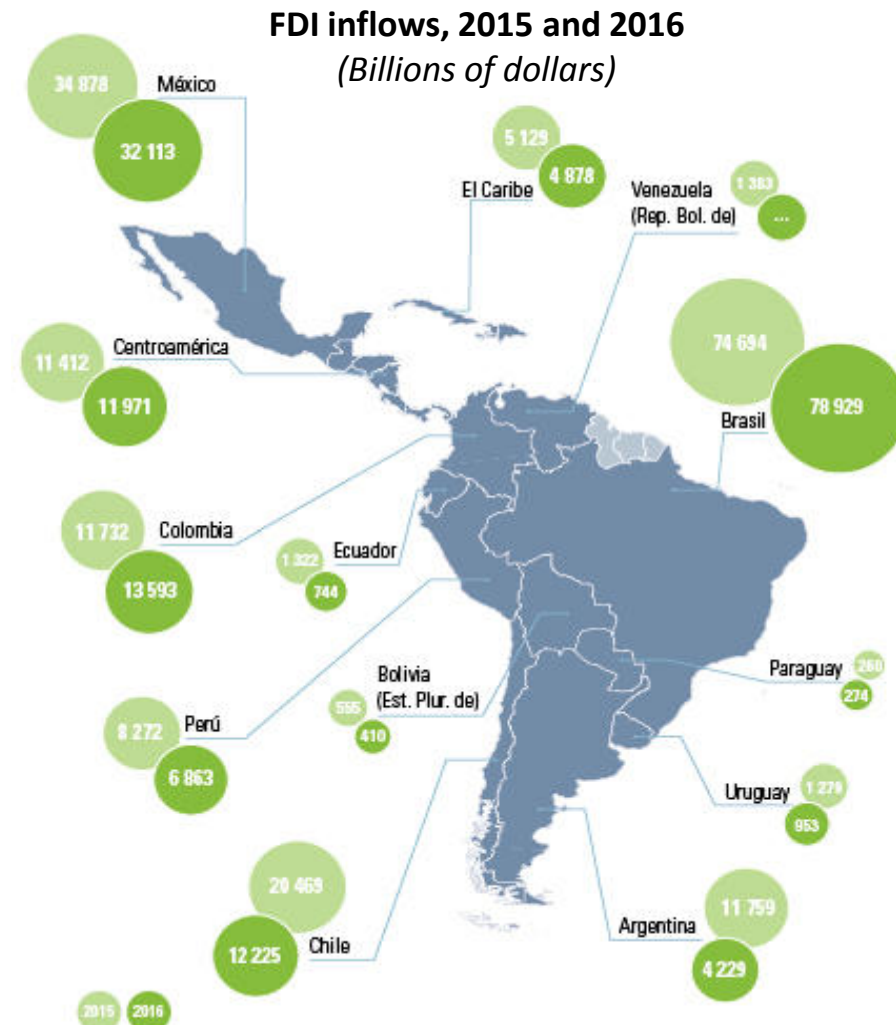 FDI inflows, 2015 and 2016
(Billions of dollars)
34 878
México
32 113
5 129
4 878
El Caribe
Venezuela
(Rep. Bol. de)
1 383
...
74 694
78 929
Brasil
Centroamérica
11 412
11 971
11 732
Colombia
13 593
Ecuador
1 322
744
Bolivia
(Est. Plur. de)
555
410
Paraguay
260
274
8 272
Perú
6 863
1 279
Uruguay
953
20 469
Chile
12 225
11 759
Argentina
4 229
2015 2016